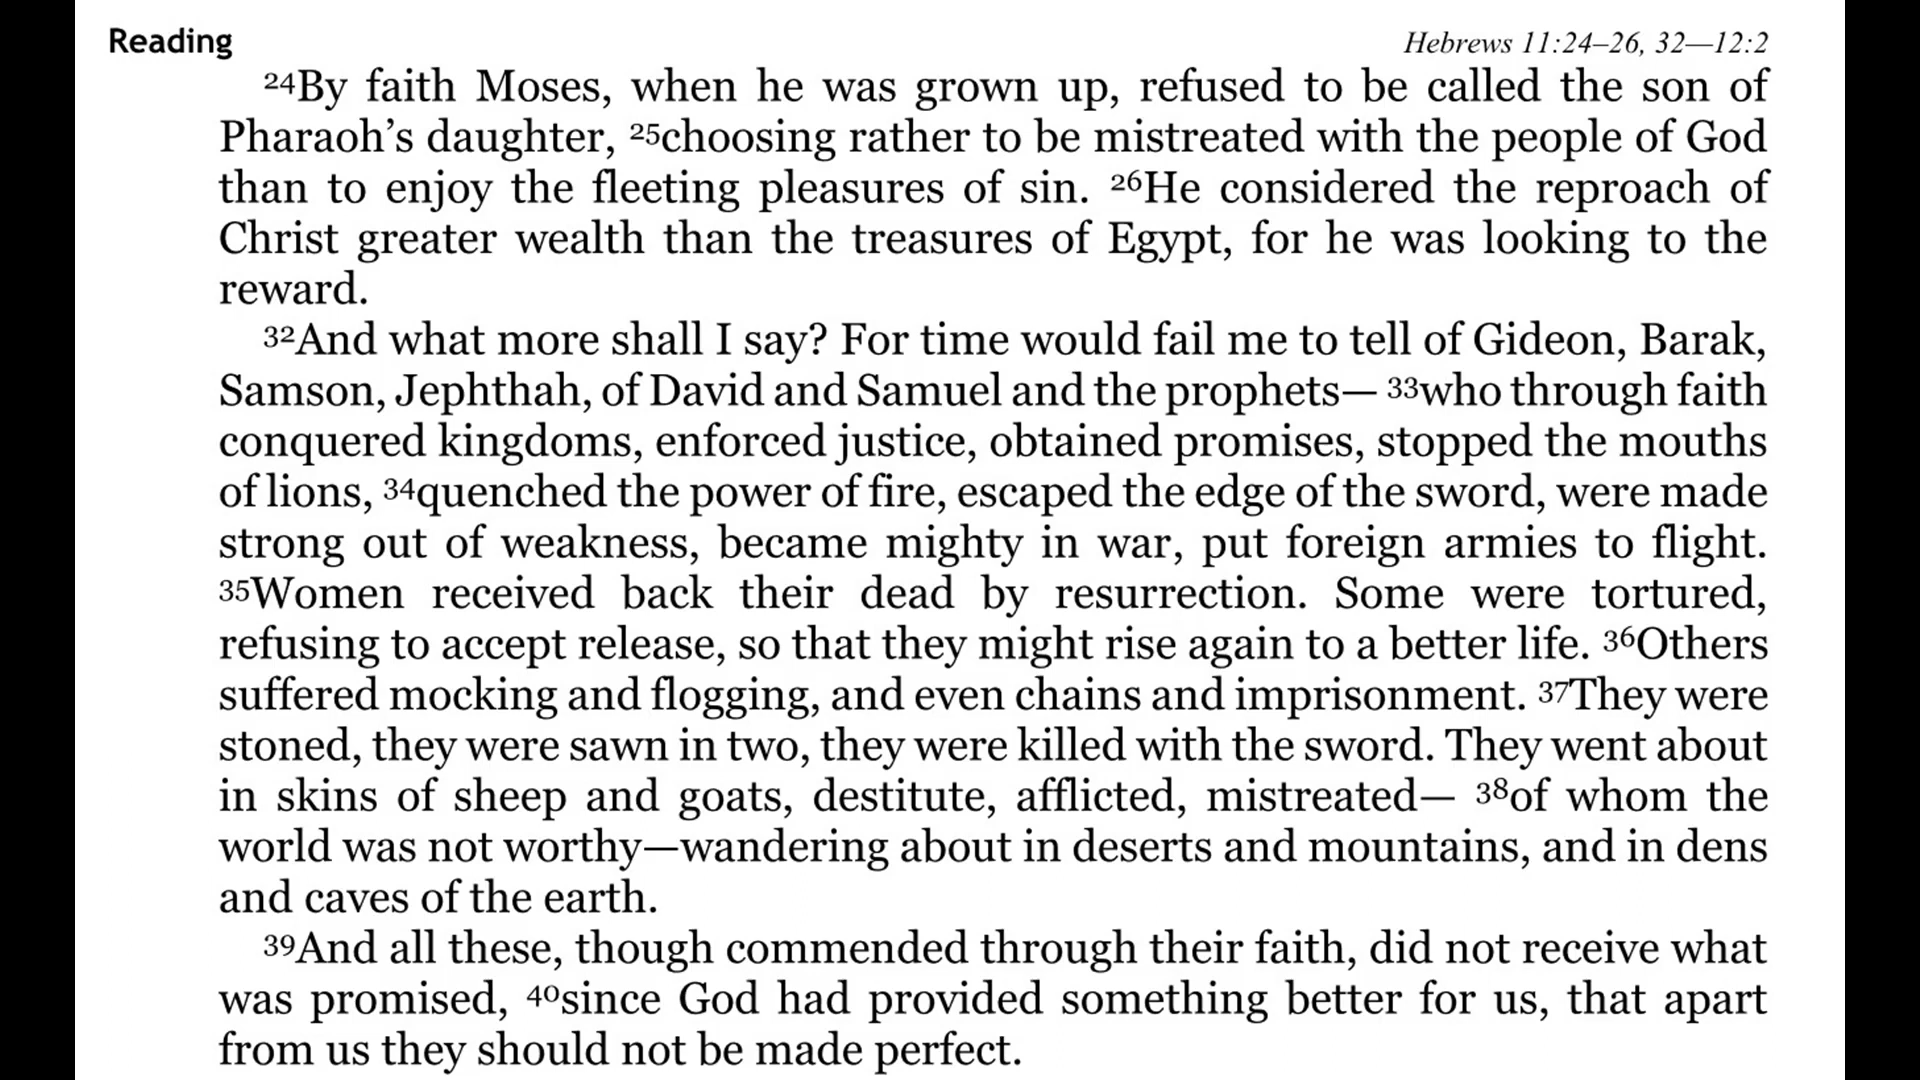 Reading Hebrews 11:24–26, 32—12:2
24By faith Moses, when he was grown up, refused to be called the son of
Pharaoh’s daughter, 25choosing rather to be mistreated with the people of God
than to enjoy the fleeting pleasures of sin. 26He considered the reproach of
Christ greater wealth than the treasures of Egypt, for he was looking to the
reward.
32And what more shall I say? For time would fail me to tell of Gideon, Barak,
Samson, Jephthah, of David and Samuel and the prophets— 33who through faith
conquered kingdoms, enforced justice, obtained promises, stopped the mouths
of lions, 34quenched the power of fire, escaped the edge of the sword, were made
strong out of weakness, became mighty in war, put foreign armies to flight.
35Women received back their dead by resurrection. Some were tortured,
refusing to accept release, so that they might rise again to a better life. 36Others
suffered mocking and flogging, and even chains and imprisonment. 37They were
stoned, they were sawn in two, they were killed with the sword. They went about
in skins of sheep and goats, destitute, afflicted, mistreated— 38of whom the
world was not worthy—wandering about in deserts and mountains, and in dens
and caves of the earth.
39And all these, though commended through their faith, did not receive what
was promised, 40since God had provided something better for us, that apart
from us they should not be made perfect.